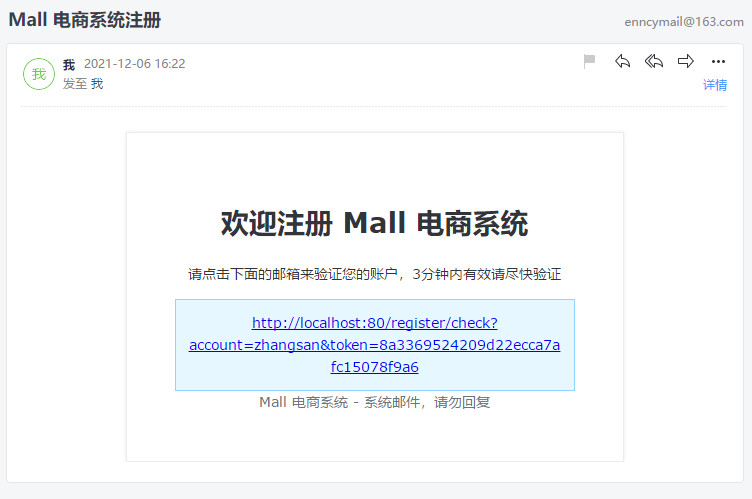 Mall 电商系统注册
enncymail@163.com
我
我 2021-12-06 16:22
发至 我
详情
欢迎注册 Mall 电商系统
请点击下面的邮箱来验证您的账户，3分钟内有效请尽快验证
http://localhost:80/register/check?
account=zhangsan&token=8a3369524209d22ecca7a
fc15078f9a6
Mall 电商系统 - 系统邮件，请勿回复